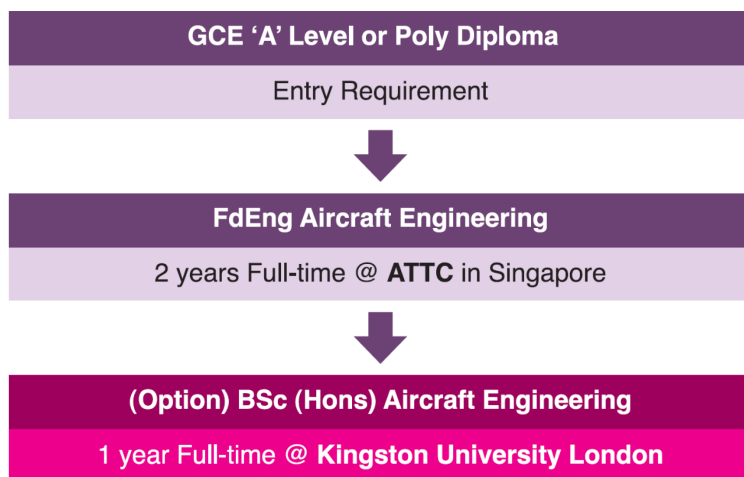 GCE ‘A’ Level or Poly Diploma
Entry Requirement
FdEng Aircraft Engineering
2 years Full-time @ ATTC in Singapore
(Option) BSc (Hons) Aircraft Engineering
1 year Full-time @ Kingston University London